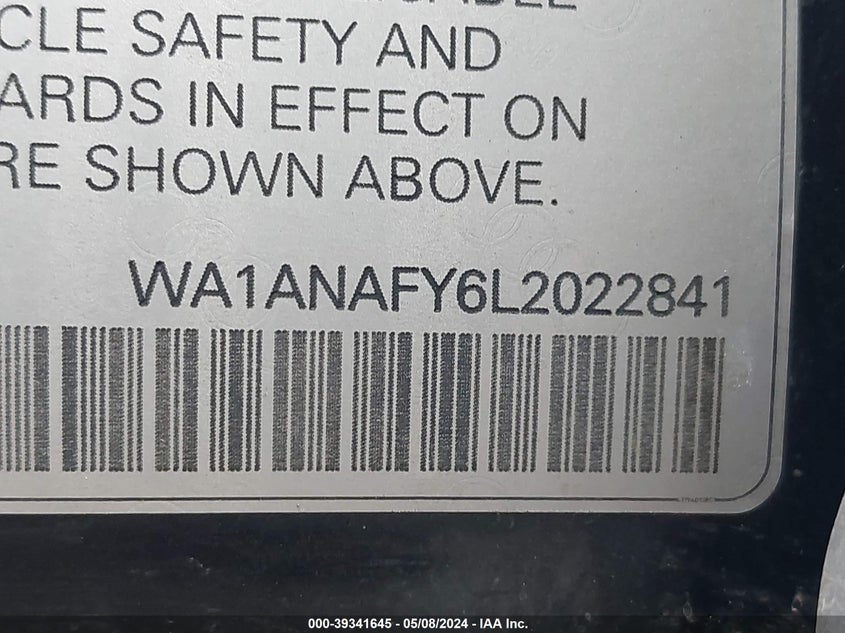 CLE SAFETY AND
ARDS IN EFFECT ON
RE SHOWN ABOVE.
WA1ANAFY6L2022841
000-39341645 - 05/08/2024 - IAA Inc.